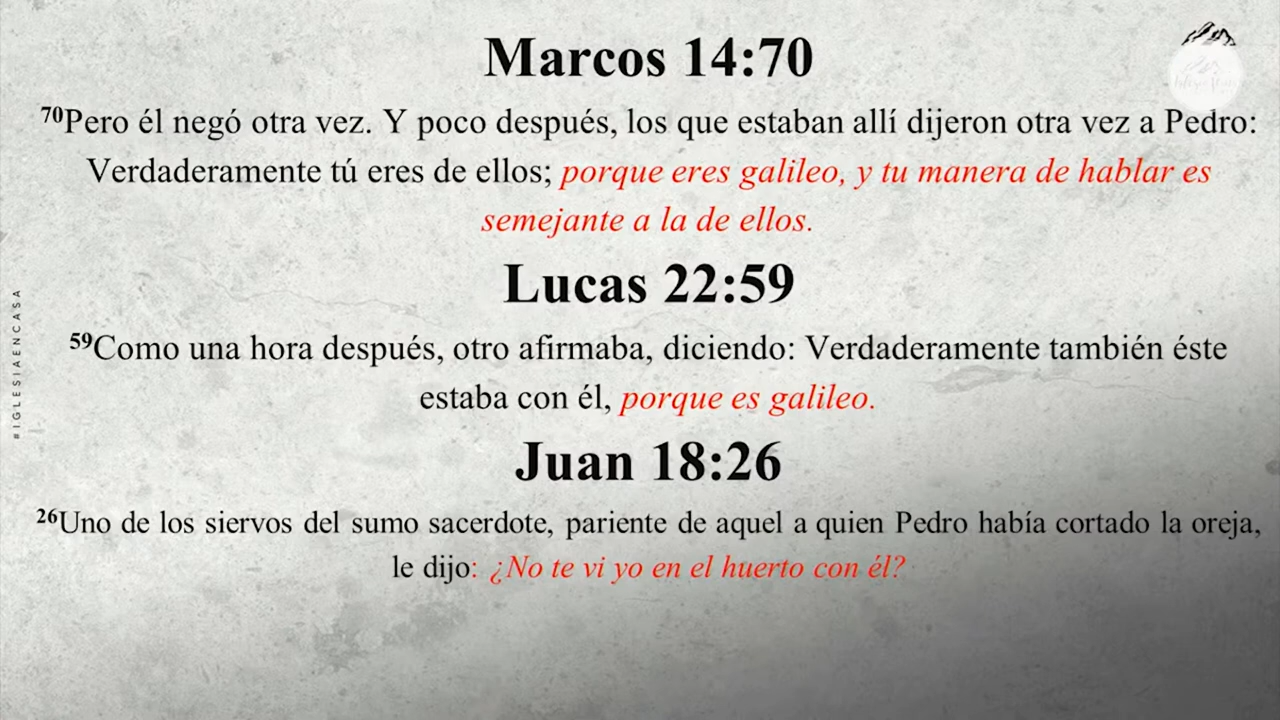 Marcos 14:70
70Pero él negó otra vez. Y poco después, los que estaban allí dijeron otra vez a Pedro:
Verdaderamente tú eres de ellos; porque eres galileo, y tu manera de hablar es
semejante a la de ellos.
Lucas 22:59
59Como una hora después, otro afirmaba, diciendo: Verdaderamente también éste
estaba con él, porque es galileo.
Juan 18:26
26Uno de los siervos del sumo sacerdote, pariente de aquel a quien Pedro había cortado la oreja,
le dijo: ¿No te vi yo en el huerto con él?
#IGLESIAENCASA